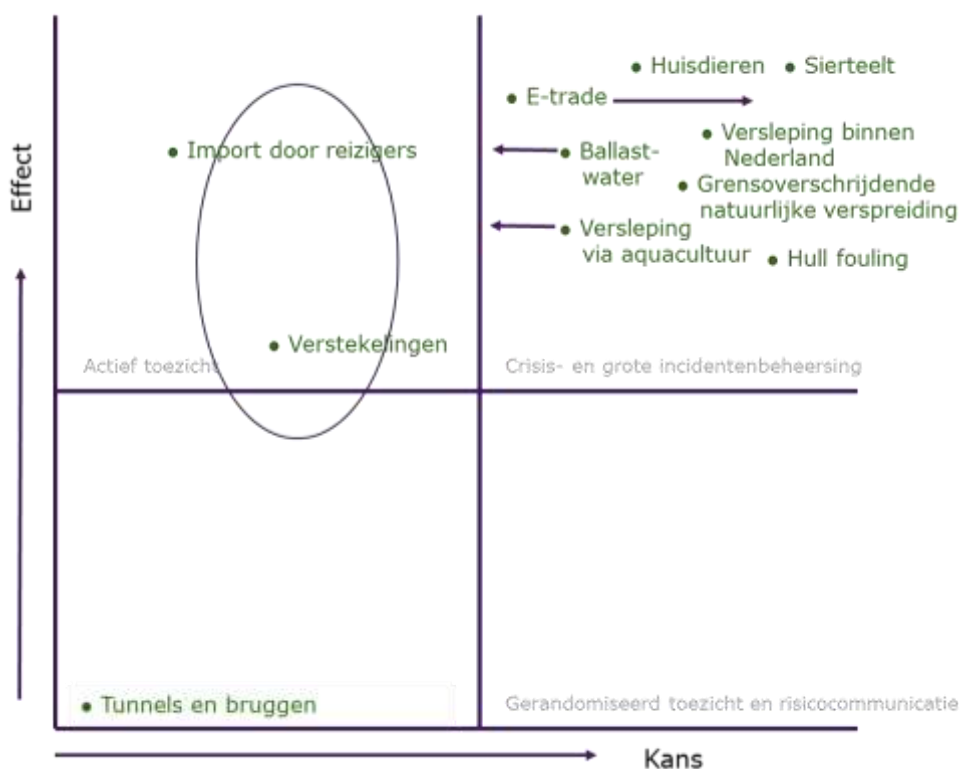 Huisdieren
Sierteelt
E-trade
Import door reizigers
Ballast-
water
Versleping binnen
Nederland
Grensoverschrijdende
natuurlijke verspreiding
Versleping
via aquacultuur
Hull fouling
Effect
Verstekelingen
Actief toezicht
Crisis- en grote incidentenbeheersing
Tunnels en bruggen
Gerandomiseerd toezicht en risicocommunicatie
Kans